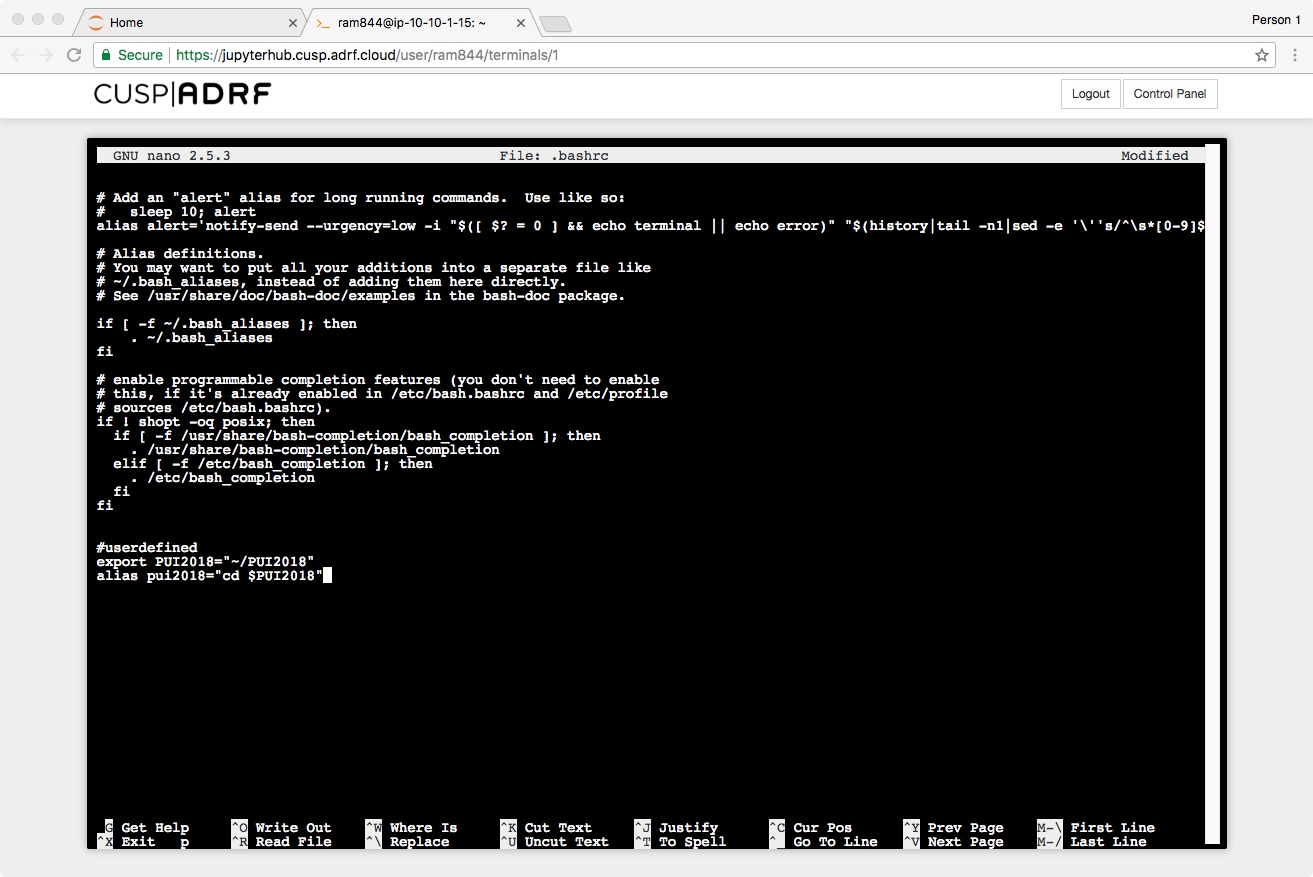 Home
ram844@ip-10-10-1-15: ~
Person 1
Secure
https://jupyterhub.cusp.adrf.cloud/user/ram844/terminals/1
CUSP|ADRF
Logout
Control Panel
GNU nano 2.5.3 File: .bashrc Modified
# Add an "alert" alias for long running commands.  Use like so:
#   sleep 10; alert
alias alert='notify-send --urgency=low -i "$([ $? = 0 ] && echo terminal || echo error)" "$(history|tail -n1|sed -e '\''s/^\s*[0-9]$
# Alias definitions.
# You may want to put all your additions into a separate file like
# ~/.bash_aliases, instead of adding them here directly.
# See /usr/share/doc/bash-doc/examples in the bash-doc package.
if [ -f ~/.bash_aliases ]; then
    . ~/.bash_aliases
fi
# enable programmable completion features (you don't need to enable
# this, if it's already enabled in /etc/bash.bashrc and /etc/profile
# sources /etc/bash.bashrc).
if ! shopt -oq posix; then
  if [ -f /usr/share/bash-completion/bash_completion ]; then
    . /usr/share/bash-completion/bash_completion
  elif [ -f /etc/bash_completion ]; then
    . /etc/bash_completion
  fi
fi
#userdefined
export PUI2018="~/PUI2018"
alias pui2018="cd $PUI2018"
G Get Help ^O Write Out ^W Where Is ^K Cut Text ^J Justify ^C Cur Pos ^Y Prev Page M-\ First Line
^X Exit p ^R Read File ^\ Replace ^U Uncut Text ^T To Spell ^_ Go To Line ^V Next Page M-/ Last Line